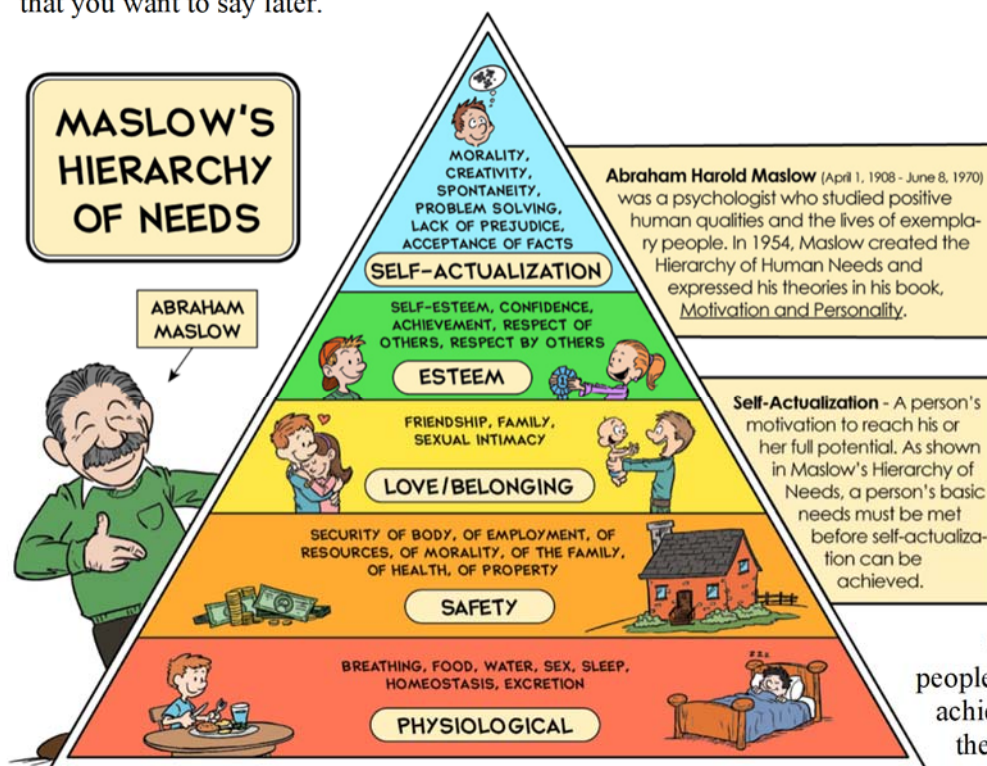 that you want to say later.
MASLOW'S
HIERARCHY
OF NEEDS
ABRAHAM
MASLOW
MORALITY,
CREATIVITY,
SPONTANEITY,
PROBLEM SOLVING,
LACK OF PREJUDICE,
ACCEPTANCE OF FACTS
SELF-ACTUALIZATION
SELF-ESTEEM, CONFIDENCE,
ACHIEVEMENT, RESPECT OF
OTHERS, RESPECT BY OTHERS
ESTEEM
1
FRIENDSHIP, FAMILY,
SEXUAL INTIMACY
LOVE/BELONGING
SECURITY OF BODY, OF EMPLOYMENT, OF
RESOURCES, OF MORALITY, OF THE FAMILY,
OF HEALTH, OF PROPERTY
SAFETY
BREATHING, FOOD, WATER, SEX, SLEEP,
HOMEOSTASIS, EXCRETION
PHYSIOLOGICAL
zzz
Abraham Harold Maslow (April 1, 1908 - June 8, 1970)
was a psychologist who studied positive
human qualities and the lives of exempla-
ry people. In 1954, Maslow created the
Hierarchy of Human Needs and
expressed his theories in his book,
Motivation and Personality.
Self-Actualization - A person's
motivation to reach his or
her full potential. As shown
in Maslow's Hierarchy of
Needs, a person's basic
needs must be met
before self-actualiza-
tion can be
achieved.
people
achie
the